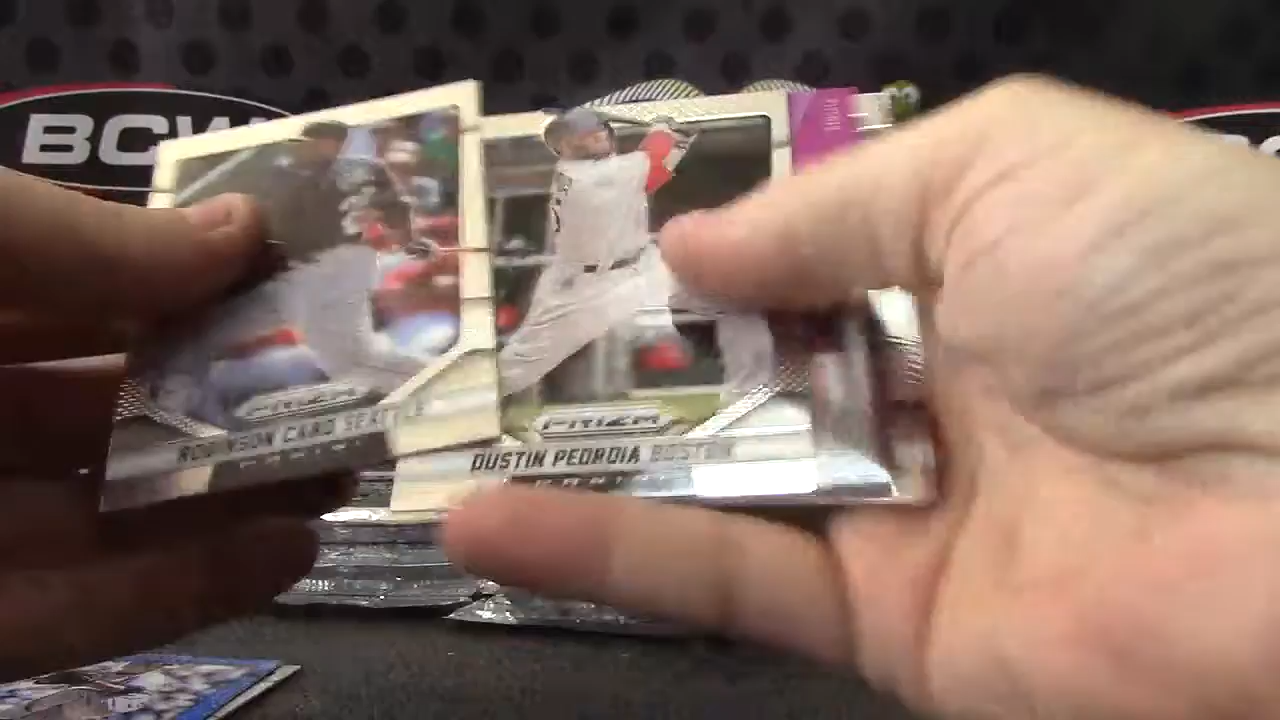 BCW
PRIZM
ROBINSON CANO SEATTLE
PRIZM
DUSTIN PEDROIA BOSTON